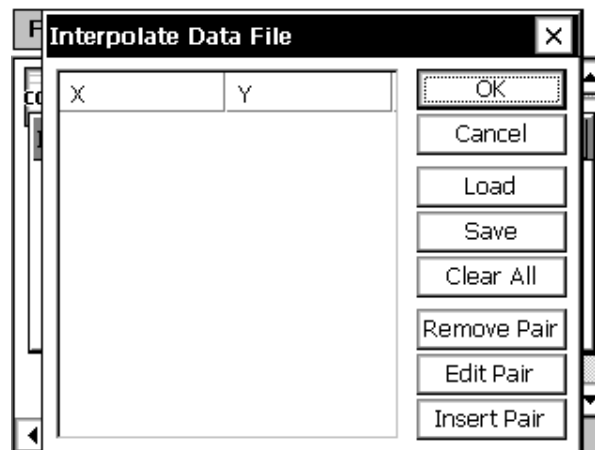 Interpolate Data File
X Y
OK
Cancel
Load
Save
Clear All
Remove Pair
Edit Pair
Insert Pair